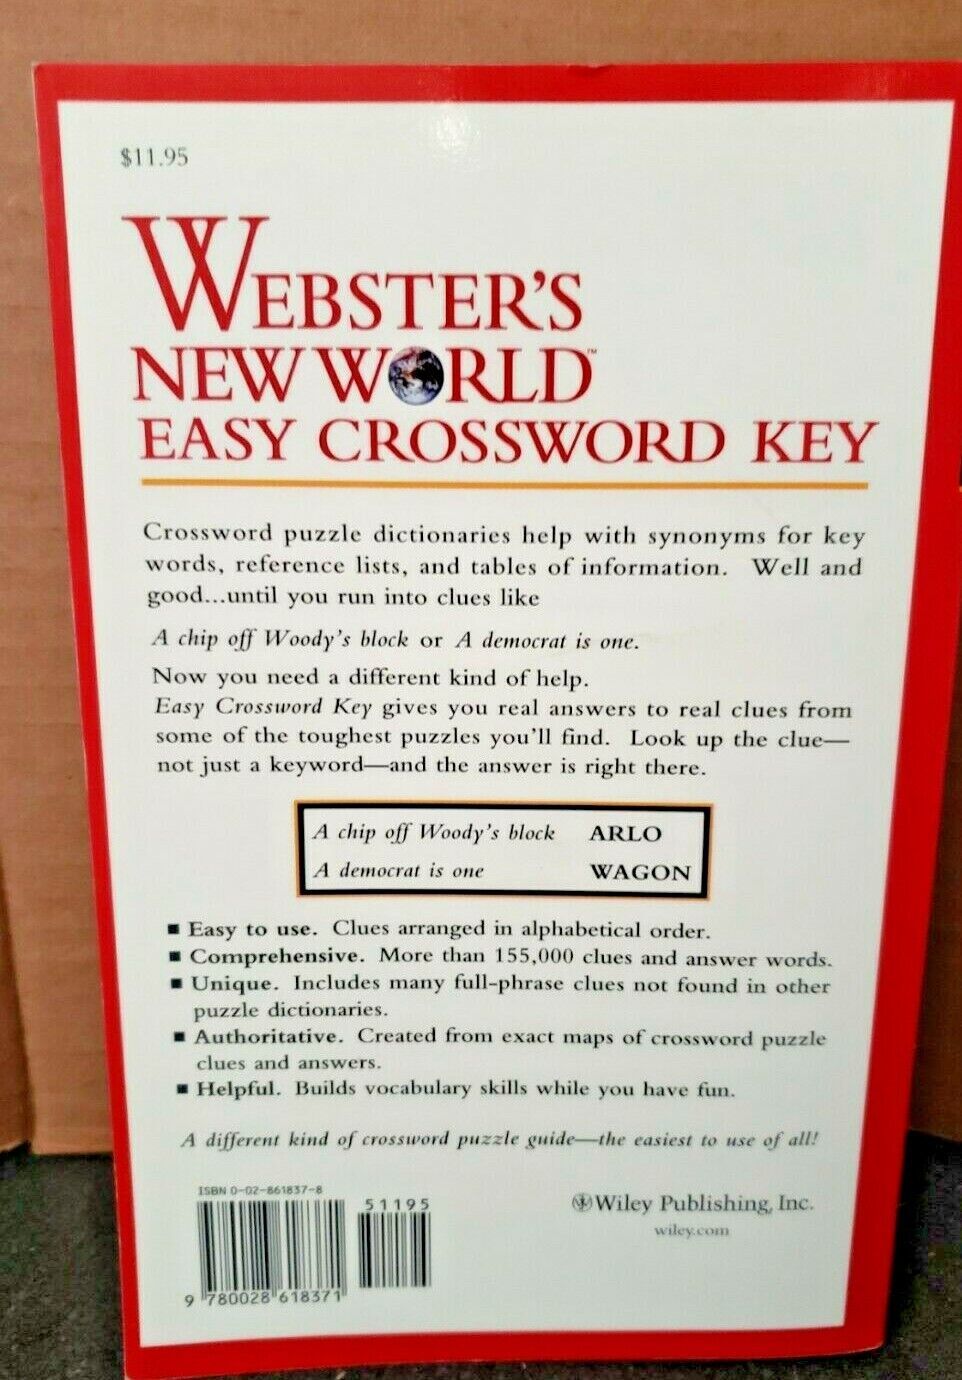 $11.95
WEBSTER'S
NEW WORLD™
EASY CROSSWORD KEY
Crossword puzzle dictionaries help with synonyms for key
words, reference lists, and tables of information. Well and
good...until you run into clues like
A chip off Woody's block or A democrat is one.
Now you need a different kind of help.
Easy Crossword Key gives you real answers to real clues from
some of the toughest puzzles you'll find. Look up the clue—
not just a keyword—and the answer is right there.
A chip off Woody's block ARLO
A democrat is one WAGON
■ Easy to use. Clues arranged in alphabetical order.
■ Comprehensive. More than 155,000 clues and answer words.
■ Unique. Includes many full-phrase clues not found in other
puzzle dictionaries.
■ Authoritative. Created from exact maps of crossword puzzle
clues and answers.
■ Helpful. Builds vocabulary skills while you have fun.
A different kind of crossword puzzle guide—the easiest to use of all!
ISBN 0-02-861837-8
51195
9 780028 618371
Wiley Publishing, Inc.
wiley.com